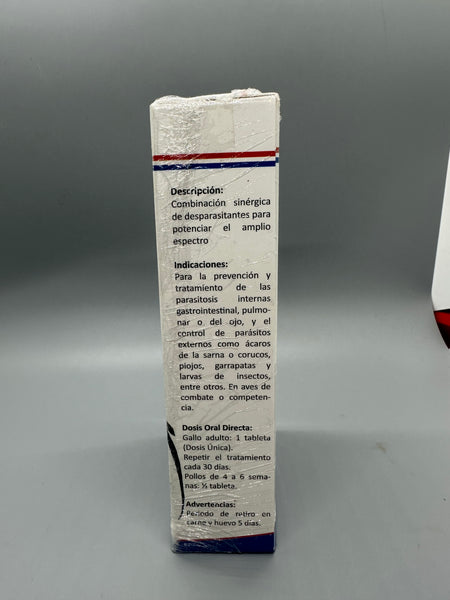 Descripción:
Combinación sinérgica
de desparasitantes para
potenciar el amplio
espectro
Indicaciones:
Para la prevención y
tratamiento de las
parasitosis internas
gastrointestinal, pulmo-
nar o del ojo, y el
control de parásitos
externos como ácaros
de la sarna o corucos,
piojos, garrapatas y
larvas de insectos,
entre otros. En aves de
combate o competen-
cia.
Dosis Oral Directa:
Gallo adulto: 1 tableta
(Dosis Única).
Repetir el tratamiento
cada 30 días.
Pollos de 4 a 6 sema-
nas: ½ tableta.
Advertencias:
Periodo de retiro en
carne y huevo 5 días.